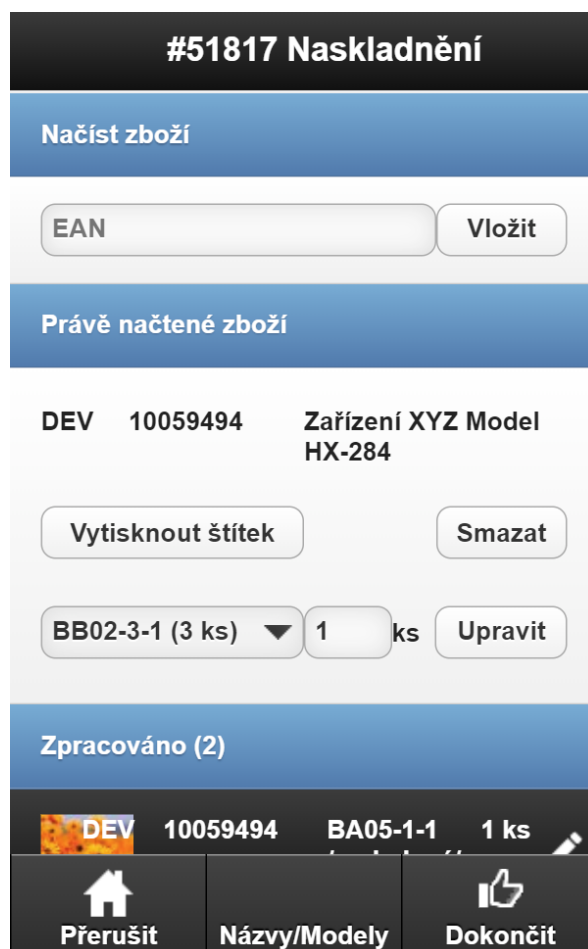 #51817 Naskladnění
Načíst zboží
EAN Vložit
Právě načtené zboží
DEV 10059494 Zařízení XYZ Model
HX-284
Vytisknout štítek Smazat
BB02-3-1 (3 ks) 1 ks Upravit
Zpracováno (2)
DEV 10059494 BA05-1-1 1 ks
Přerušit Názvy/Modely Dokončit